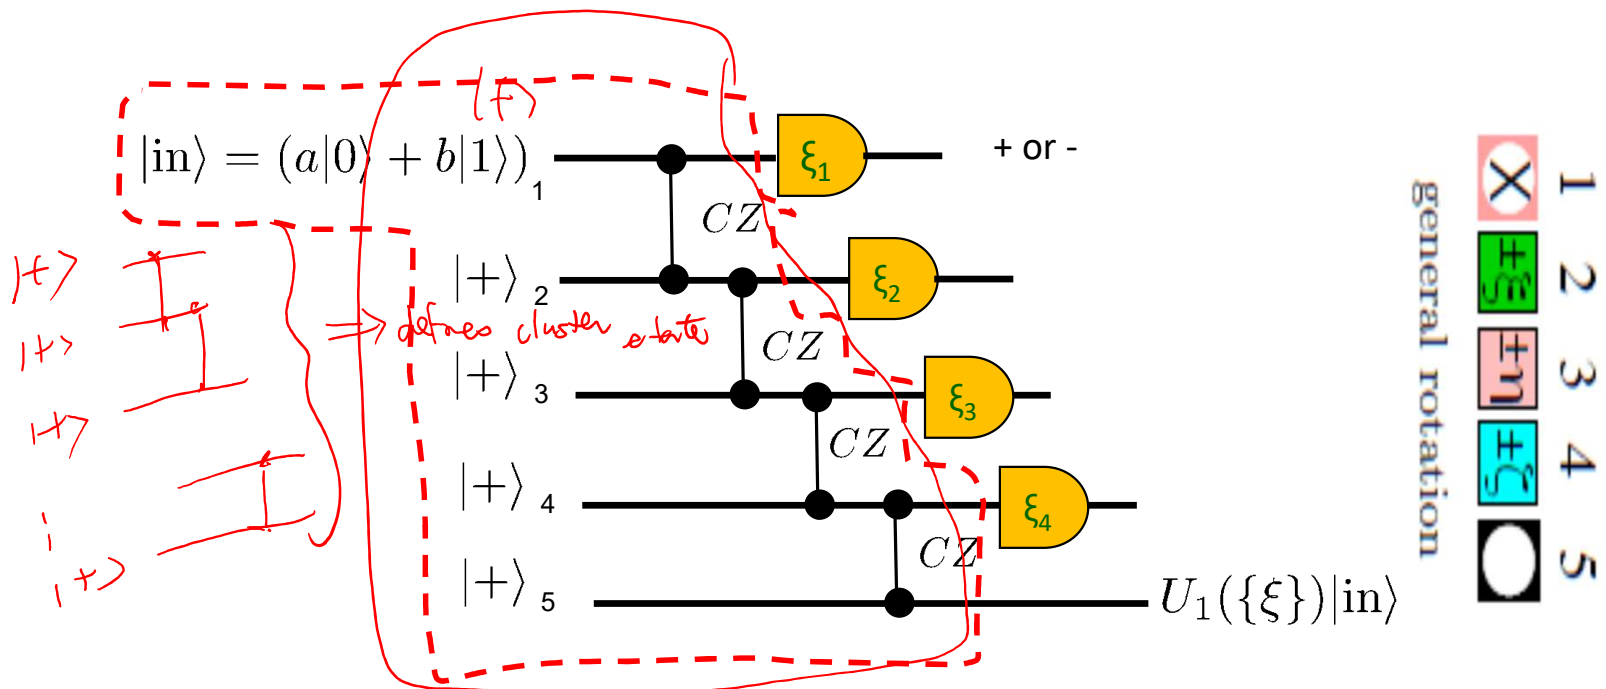 |+⟩
|in⟩ = (a|0⟩ + b|1⟩)₁
ξ₁
+ or -
CZ
|+⟩
|+⟩ ₂
ξ₂
|+⟩
⇒ defines cluster state
CZ
|+⟩ ₃
ξ₃
|+⟩
CZ
|+⟩ ₄
ξ₄
CZ
|+⟩
|+⟩ ₅
U₁({ξ})|in⟩
1 2 3 4 5
X ±ξ ±η ±ζ
general rotation